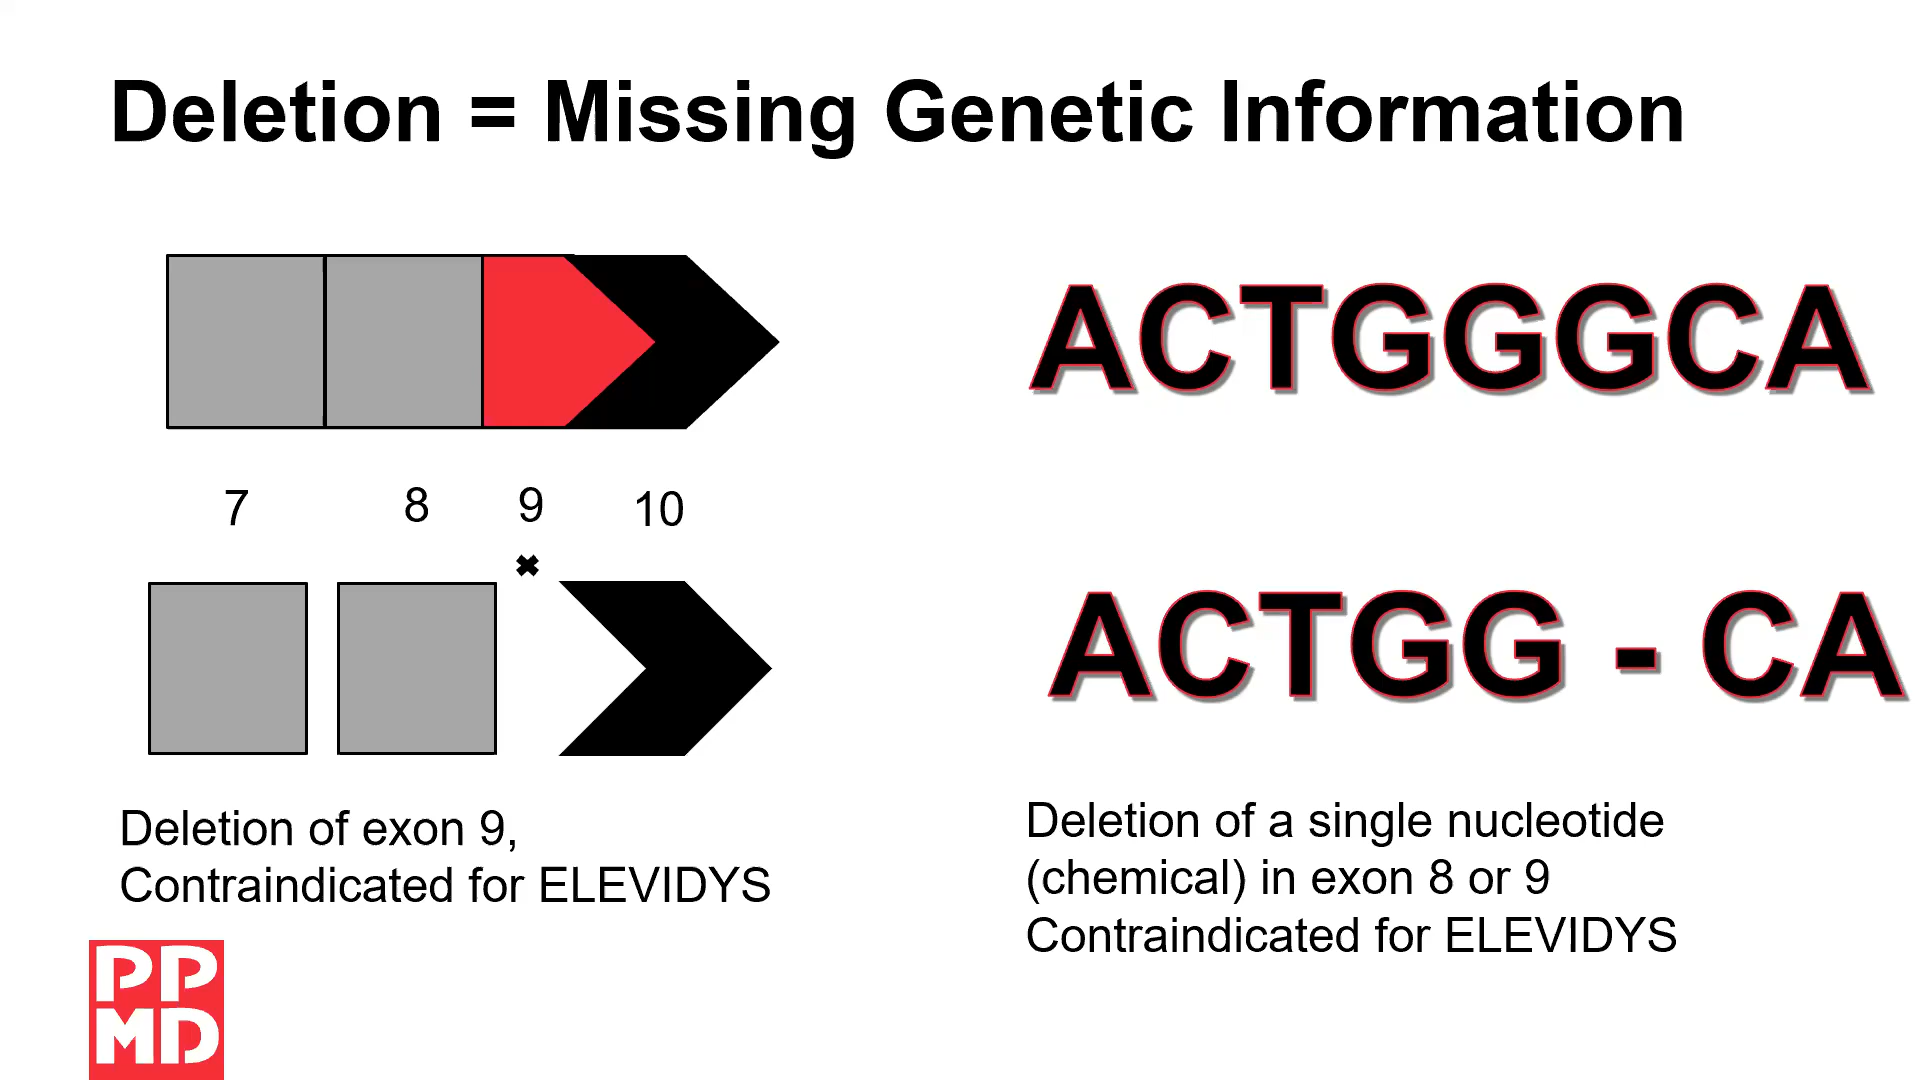 Deletion = Missing Genetic Information
ACTGGGCA
7 8 9 10
ACTGG - CA
Deletion of exon 9,
Contraindicated for ELEVIDYS
Deletion of a single nucleotide
(chemical) in exon 8 or 9
Contraindicated for ELEVIDYS
PP
MD